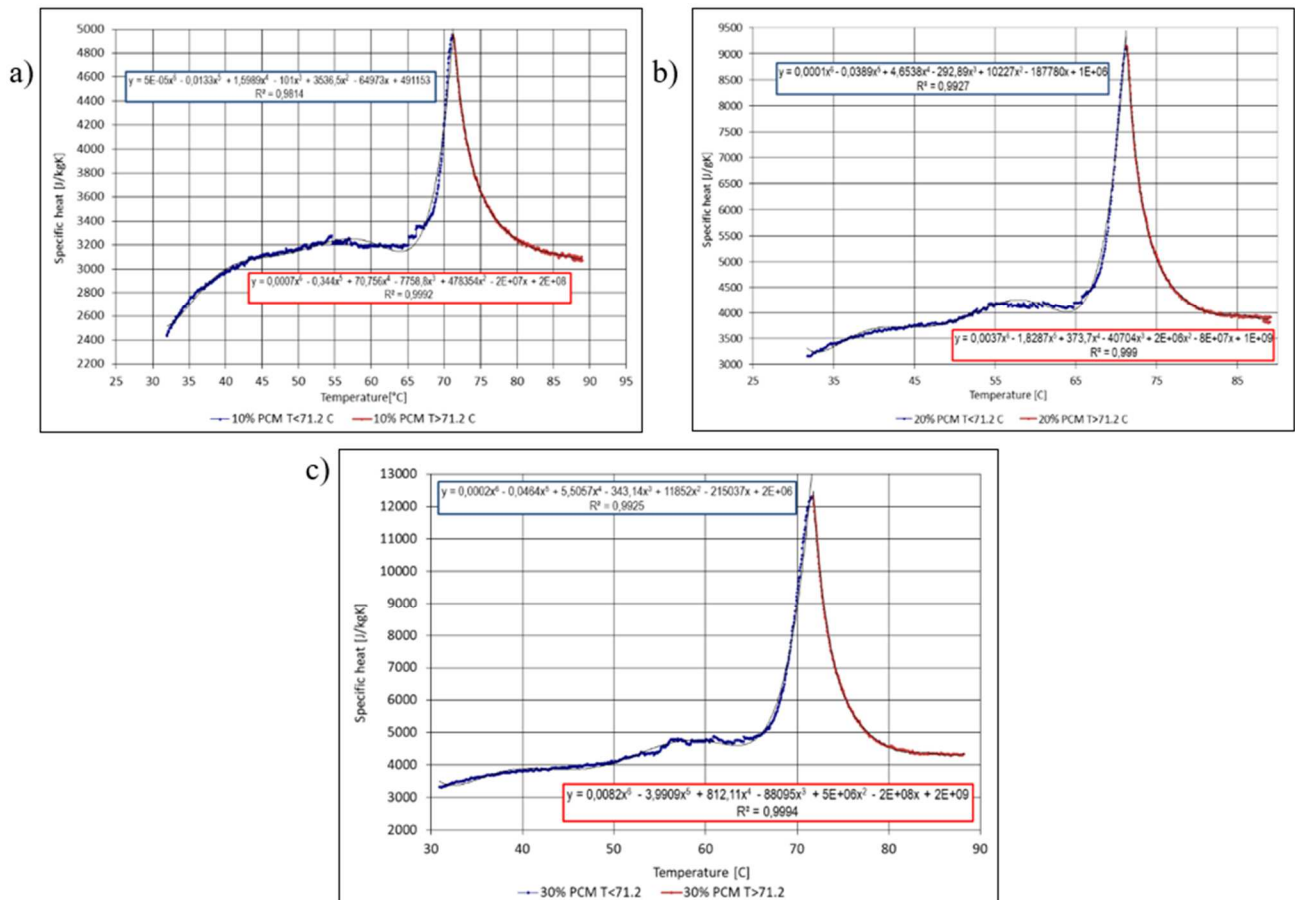 a)
5000
4800
4600
4400
4200
4000
3800
3600
3400
3200
3000
2800
2600
2400
2200
Specific heat [J/kgK]
y = 5E-05x⁶ - 0,0133x⁵ + 1,5989x⁴ - 101x³ + 3536,5x² - 64973x + 491153
R² = 0,9814
y = 0,0007x⁶ - 0,344x⁵ + 70,756x⁴ - 7758,8x³ + 478354x² - 2E+07x + 2E+08
R² = 0,9992
25 30 35 40 45 50 55 60 65 70 75 80 85 90 95
Temperature[°C]
10% PCM T<71.2 C 10% PCM T>71.2 C
b)
9500
9000
8500
8000
7500
7000
6500
6000
5500
5000
4500
4000
3500
3000
Specific heat [J/gK]
y = 0,0001x⁶ - 0,0389x⁵ + 4,6538x⁴ - 292,89x³ + 10227x² - 187780x + 1E+06
R² = 0,9927
y = 0,0037x⁶ - 1,8287x⁵ + 373,7x⁴ - 40704x³ + 2E+06x² - 8E+07x + 1E+09
R² = 0,999
25 35 45 55 65 75 85
Temperature [C]
20% PCM T<71.2 C 20% PCM T>71.2 C
c)
13000
12000
11000
10000
9000
8000
7000
6000
5000
4000
3000
2000
Specific heat [J/kgK]
y = 0,0002x⁶ - 0,0464x⁵ + 5,5057x⁴ - 343,14x³ + 11852x² - 215037x + 2E+06
R² = 0,9925
y = 0,0082x⁶ - 3,9909x⁵ + 812,11x⁴ - 88095x³ + 5E+06x² - 2E+08x + 2E+09
R² = 0,9994
30 40 50 60 70 80 90
Temperature [C]
30% PCM T<71.2 30% PCM T>71.2